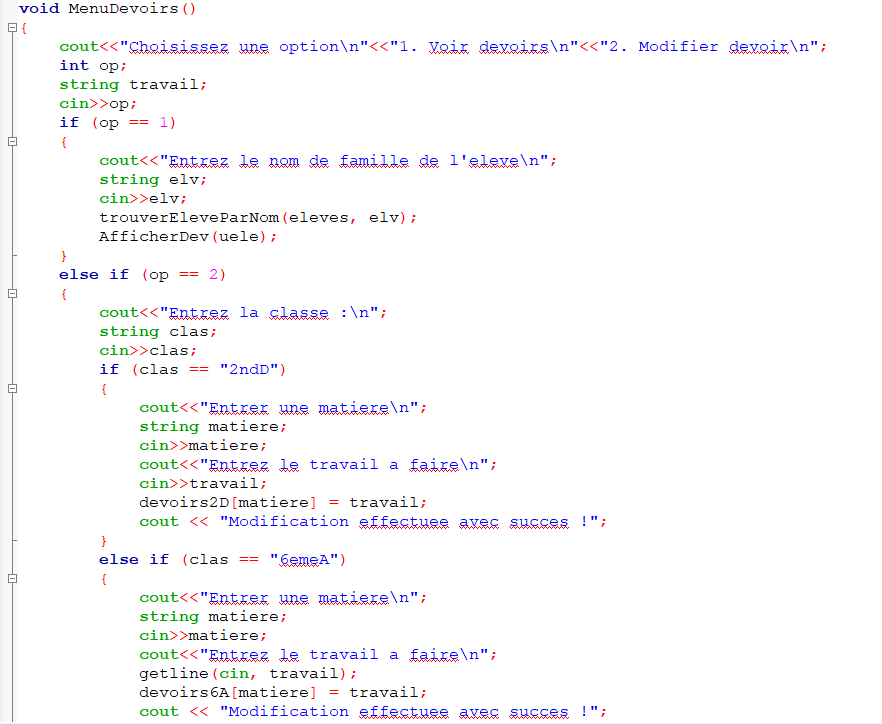 void MenuDevoirs()
{
    cout<<"Choisissez une option\n"<<"1. Voir devoirs\n"<<"2. Modifier devoir\n";
    int op;
    string travail;
    cin>>op;
    if (op == 1)
    {
        cout<<"Entrez le nom de famille de l'eleve\n";
        string elv;
        cin>>elv;
        trouverEleveParNom(eleves, elv);
        AfficherDev(uele);
    }
    else if (op == 2)
    {
        cout<<"Entrez la classe :\n";
        string clas;
        cin>>clas;
        if (clas == "2ndD")
        {
            cout<<"Entrer une matiere\n";
            string matiere;
            cin>>matiere;
            cout<<"Entrez le travail a faire\n";
            cin>>travail;
            devoirs2D[matiere] = travail;
            cout << "Modification effectuee avec succes !";
        }
        else if (clas == "6emeA")
        {
            cout<<"Entrer une matiere\n";
            string matiere;
            cin>>matiere;
            cout<<"Entrez le travail a faire\n";
            getline(cin, travail);
            devoirs6A[matiere] = travail;
            cout << "Modification effectuee avec succes !";